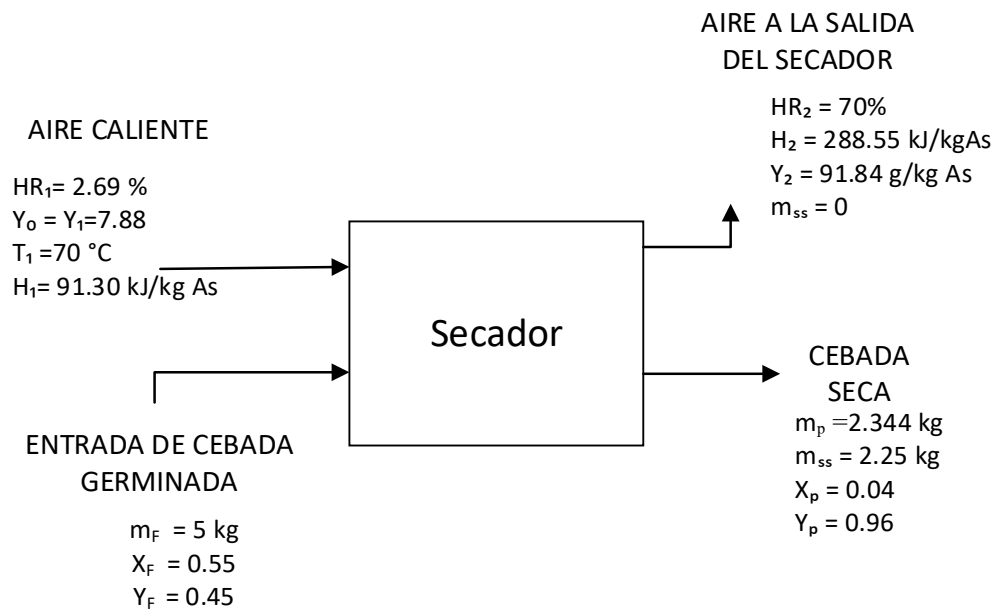 AIRE A LA SALIDA
DEL SECADOR
HR₂ = 70%
H₂ = 288.55 kJ/kgAs
Y₂ = 91.84 g/kg As
mₛₛ = 0
AIRE CALIENTE
HR₁= 2.69 %
Y₀ = Y₁=7.88
T₁ =70 °C
H₁= 91.30 kJ/kg As
Secador
ENTRADA DE CEBADA
GERMINADA
m_F = 5 kg
X_F = 0.55
Y_F = 0.45
CEBADA
SECA
mₚ =2.344 kg
mₛₛ = 2.25 kg
Xₚ = 0.04
Yₚ = 0.96